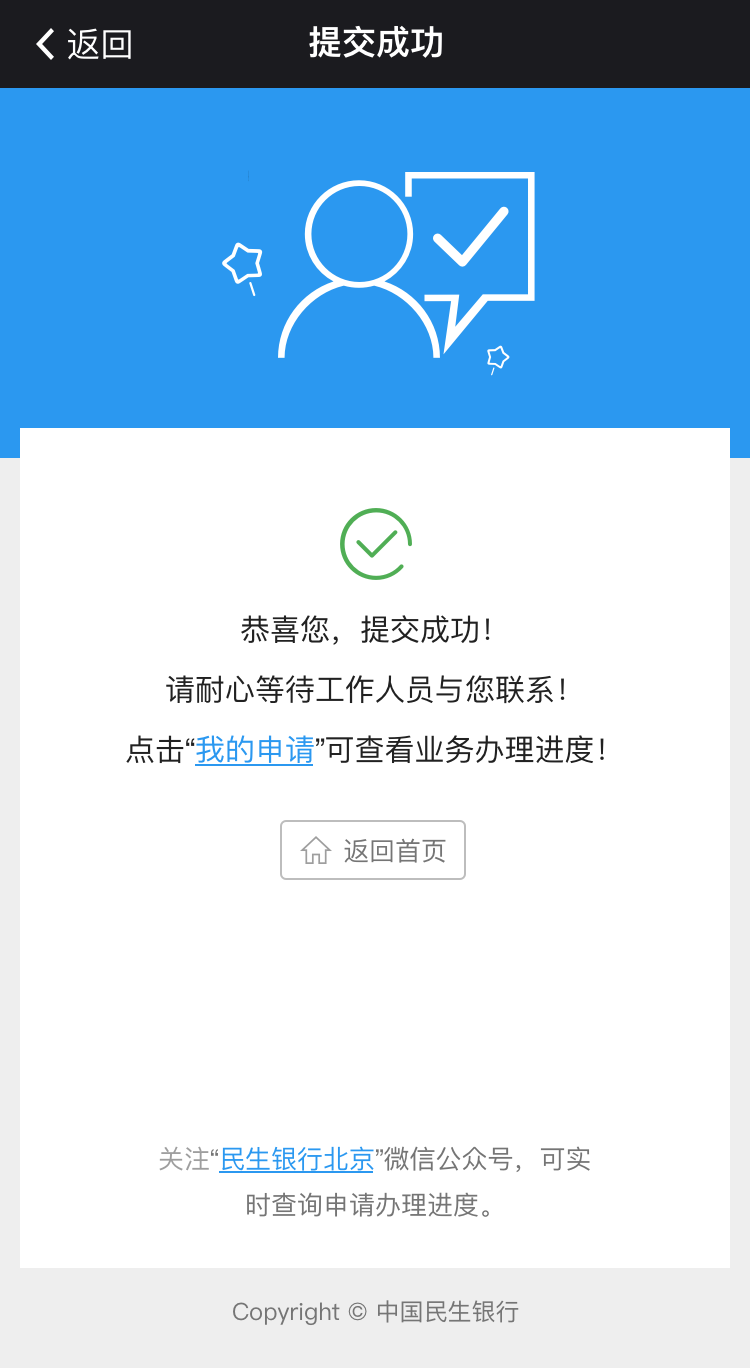 返回
提交成功
恭喜您，提交成功！
请耐心等待工作人员与您联系！
点击“我的申请”可查看业务办理进度！
返回首页
关注“民生银行北京”微信公众号，可实
时查询申请办理进度。
Copyright © 中国民生银行